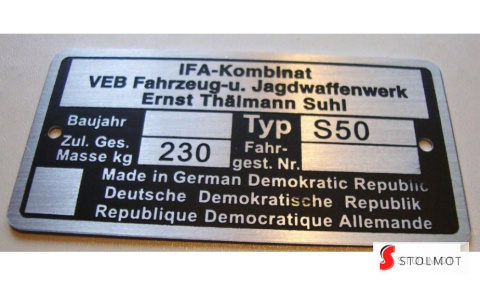 IFA-Kombinat
VEB Fahrzeug-u. Jagdwaffenwerk
Ernst Thälmann Suhl
Baujahr
Typ S50
Zul. Ges.
Masse kg 230
Fahr-
gest. Nr.
Made in German Demokratic Republic
Deutsche Demokratische Republik
Republique Democratique Allemande
STOLMOT